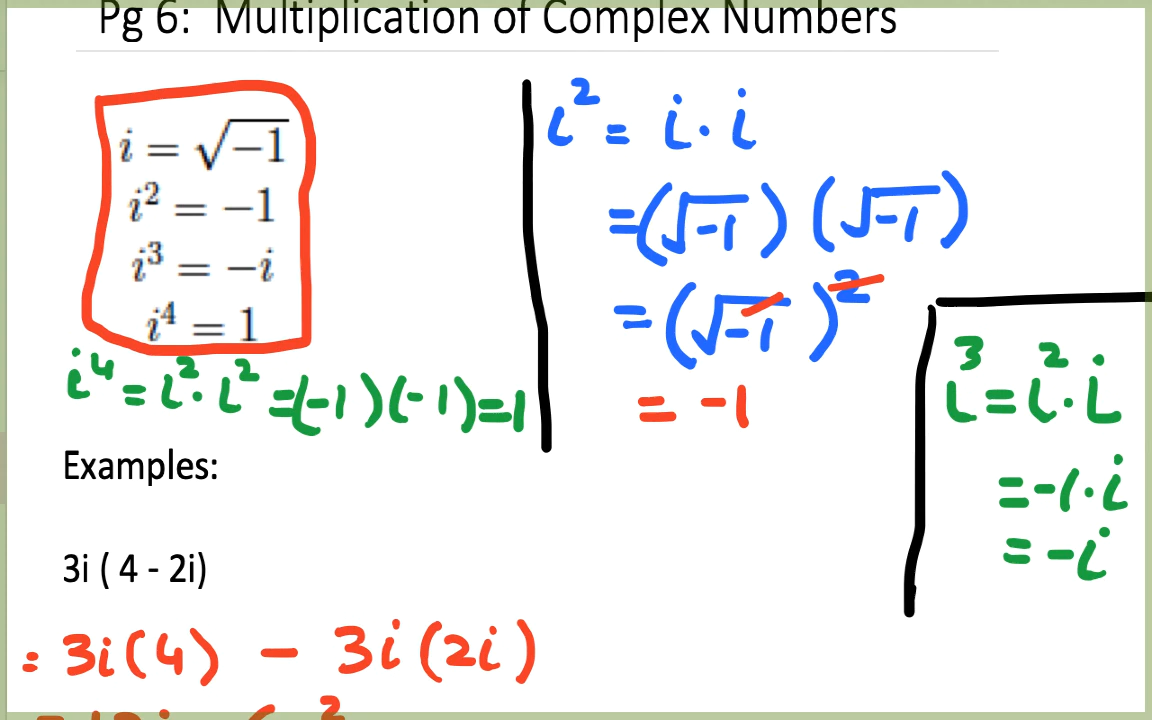 Pg 6: Multiplication of Complex Numbers
i = √-1
i² = -1
i³ = -i
i⁴ = 1
i⁴ = i² · i² = (-1)(-1) = 1
i² = i · i
= (√-1) (√-1)
= (√-1)²
= -1
i³ = i² · i
= -1 · i
= -i
Examples:
3i ( 4 - 2i)
= 3i(4) - 3i(2i)